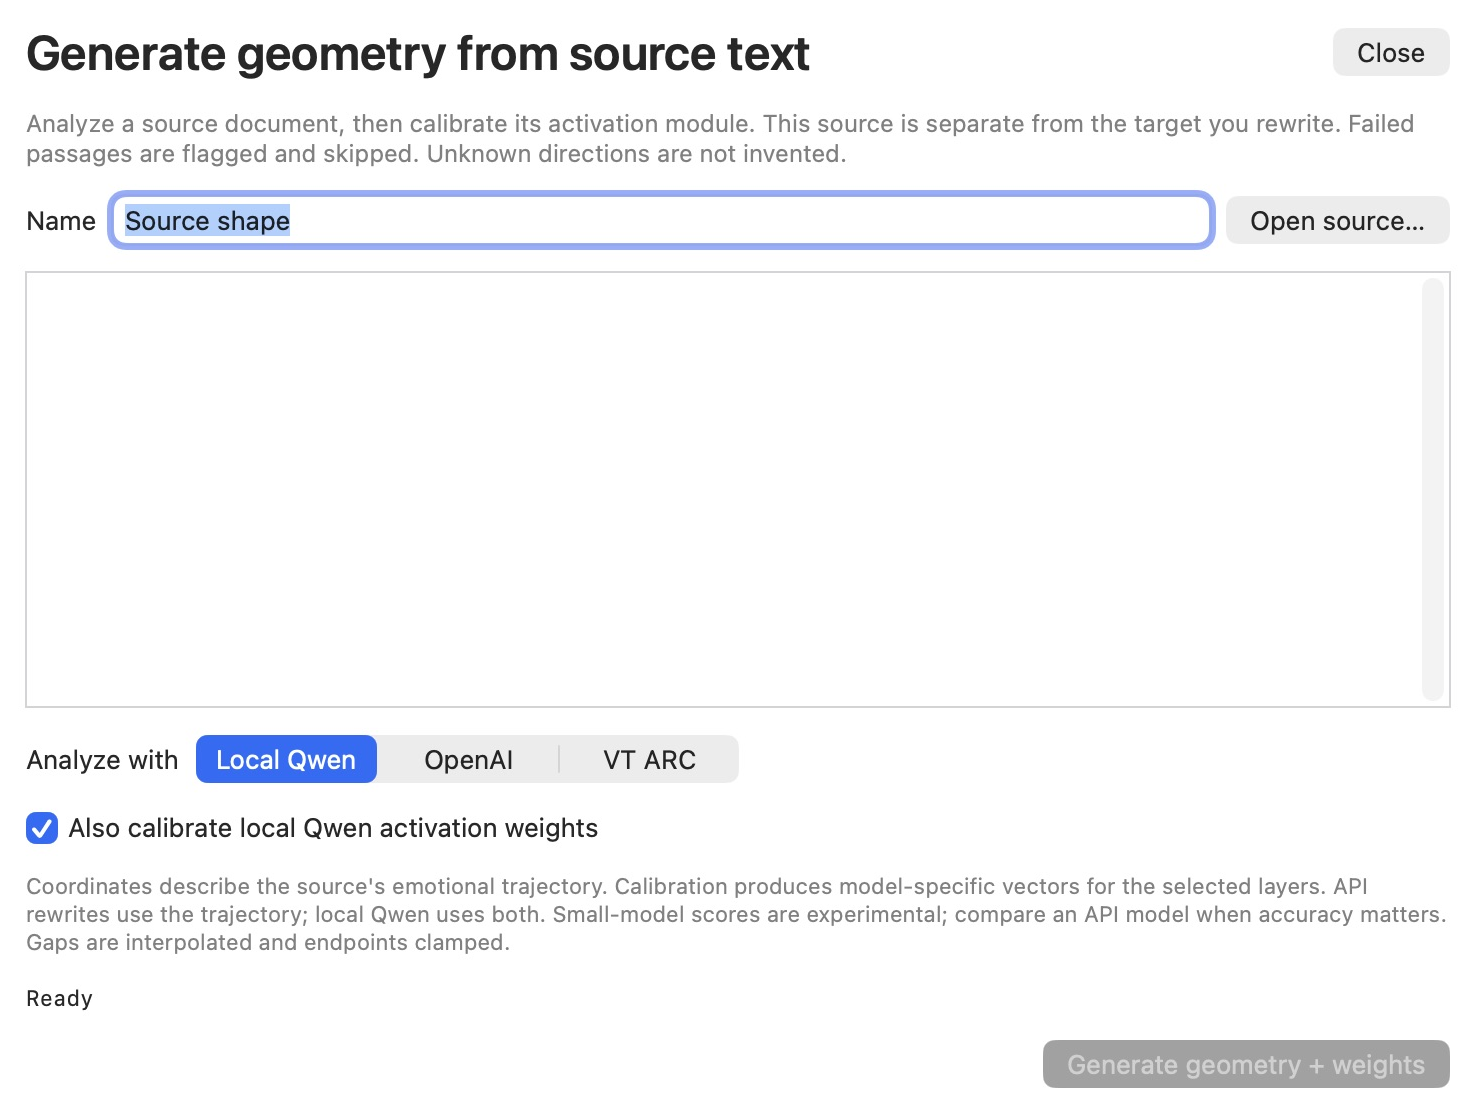 Generate geometry from source text
Close
Analyze a source document, then calibrate its activation module. This source is separate from the target you rewrite. Failed
passages are flagged and skipped. Unknown directions are not invented.
Name
Source shape
Open source...
Analyze with
Local Qwen
OpenAI
VT ARC
Also calibrate local Qwen activation weights
Coordinates describe the source's emotional trajectory. Calibration produces model-specific vectors for the selected layers. API
rewrites use the trajectory; local Qwen uses both. Small-model scores are experimental; compare an API model when accuracy matters.
Gaps are interpolated and endpoints clamped.
Ready
Generate geometry + weights